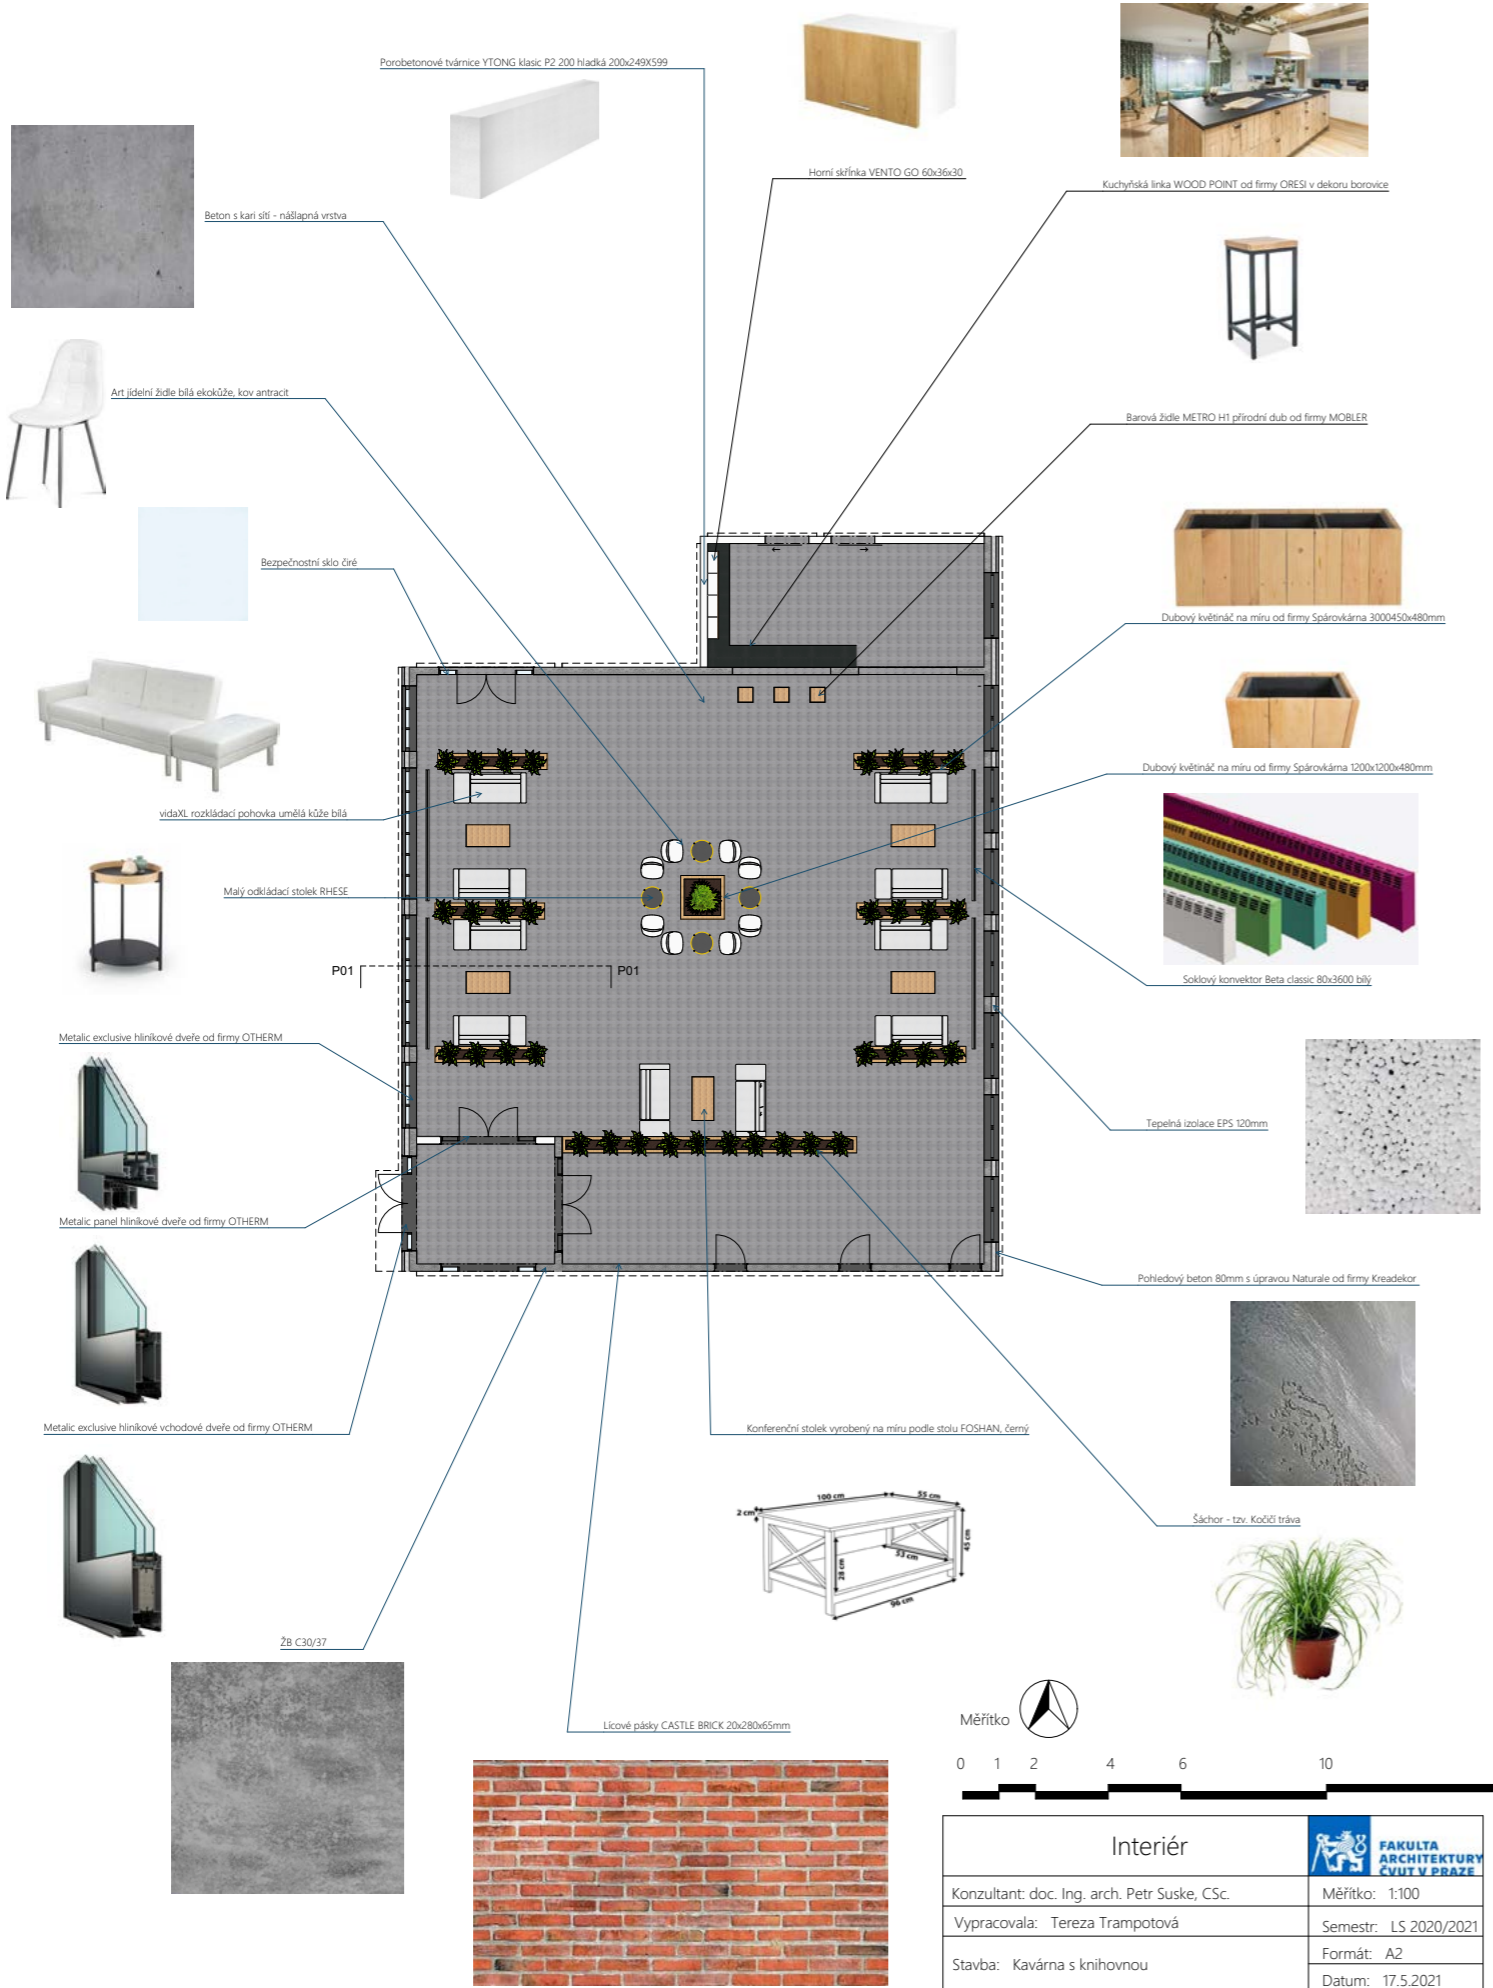 Porobetonové tvárnice YTONG klasic P2 200 hladká 200x249X599
Horní skříňka VENTO GO 60x36x30
Kuchyňská linka WOOD POINT od firmy ORESI v dekoru borovice
Beton s kari sítí - nášlapná vrstva
Art jídelní židle bílá ekokůže, kov antracit
Barová židle METRO H1 přírodní dub od firmy MOBLER
Bezpečnostní sklo čiré
Dubový květináč na míru od firmy Spárovkárna 3000450x480mm
Dubový květináč na míru od firmy Spárovkárna 1200x1200x480mm
vidaXL rozkládací pohovka umělá kůže bílá
Malý odkládací stolek RHESE
P01
P01
Soklový konvektor Beta classic 80x3600 bílý
Metalic exclusive hliníkové dveře od firmy OTHERM
Tepelná izolace EPS 120mm
Metalic panel hliníkové dveře od firmy OTHERM
Pohledový beton 80mm s úpravou Naturale od firmy Kreadekor
Metalic exclusive hliníkové vchodové dveře od firmy OTHERM
Konferenční stolek vyrobený na míru podle stolu FOSHAN, černý
100 cm
55 cm
2 cm
45 cm
53 cm
28 cm
96 cm
Šáchor - tzv. Kočičí tráva
ŽB C30/37
Lícové pásky CASTLE BRICK 20x280x65mm
Měřítko
0 1 2 4 6 10
Interiér
FAKULTA
ARCHITEKTURY
ČVUT V PRAZE
Konzultant: doc. Ing. arch. Petr Suske, CSc.
Měřítko: 1:100
Vypracovala: Tereza Trampotová
Semestr: LS 2020/2021
Stavba: Kavárna s knihovnou
Formát: A2
Datum: 17.5.2021